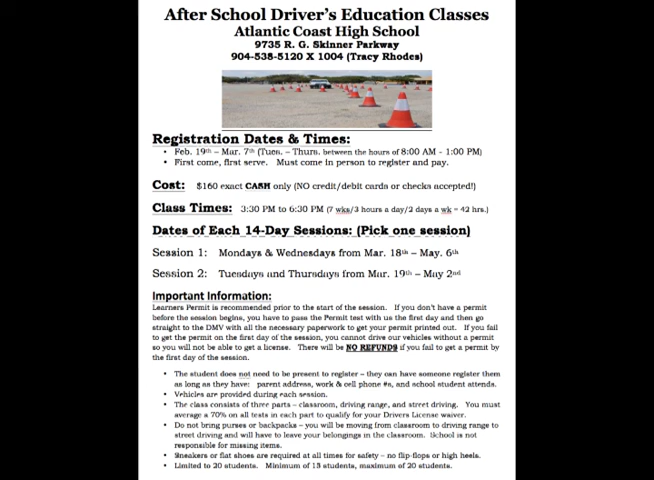 After School Driver's Education Classes
Atlantic Coast High School
9735 R. G. Skinner Parkway
904-538-5120 X 1004 (Tracy Rhodes)
Registration Dates & Times:
• Feb. 19th – Mar. 7th (Tues. – Thurs. between the hours of 8:00 AM - 1:00 PM)
• First come, first serve. Must come in person to register and pay.
Cost: $160 exact CASH only (NO credit/debit cards or checks accepted!)
Class Times: 3:30 PM to 6:30 PM (7 wks/3 hours a day/2 days a wk = 42 hrs.)
Dates of Each 14-Day Sessions: (Pick one session)
Session 1: Mondays & Wednesdays from Mar. 18th – May. 6th
Session 2: Tuesdays and Thursdays from Mar. 19th – May 2nd
Important Information:
Learners Permit is recommended prior to the start of the session. If you don't have a permit
before the session begins, you have to pass the Permit test with us the first day and then go
straight to the DMV with all the necessary paperwork to get your permit printed out. If you fail
to get the permit on the first day of the session, you cannot drive our vehicles without a permit
so you will not be able to get a license. There will be NO REFUNDS if you fail to get a permit by
the first day of the session.
• The student does not need to be present to register – they can have someone register them
as long as they have: parent address, work & cell phone #s, and school student attends.
• Vehicles are provided during each session.
• The class consists of three parts – classroom, driving range, and street driving. You must
average a 70% on all tests in each part to qualify for your Drivers License waiver.
• Do not bring purses or backpacks – you will be moving from classroom to driving range to
street driving and will have to leave your belongings in the classroom. School is not
responsible for missing items.
• Sneakers or flat shoes are required at all times for safety – no flip-flops or high heels.
• Limited to 20 students. Minimum of 15 students, maximum of 20 students.